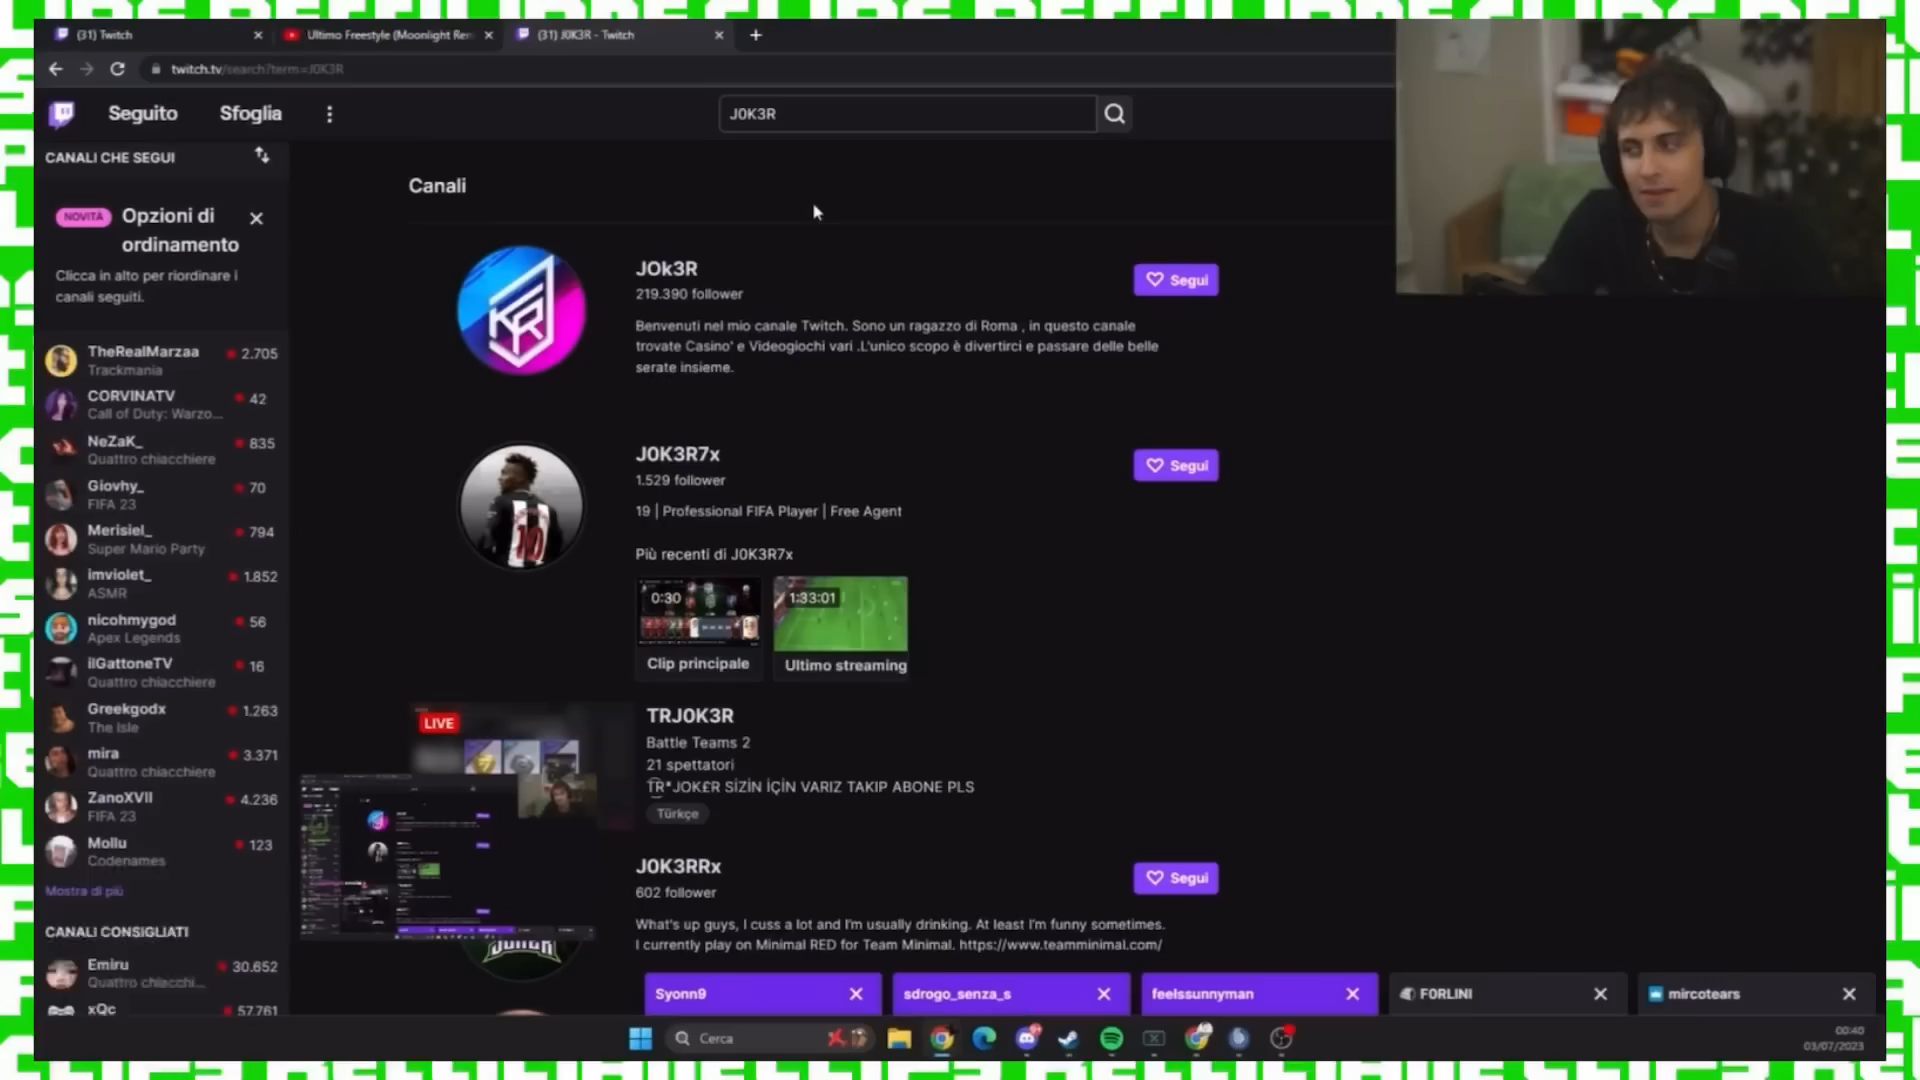 (31) Twitch
Ultimo Freestyle (Moonlight Rem
(31) J0K3R - Twitch
twitch.tv/search?term=J0K3R
Seguito
Sfoglia
J0K3R
CANALI CHE SEGUI
NOVITÀ
Opzioni di
ordinamento
Clicca in alto per riordinare i
canali seguiti.
TheRealMarzaa
2.705
Trackmania
CORVINATV
42
Call of Duty: Warzo...
NeZaK_
835
Quattro chiacchiere
Giovhy_
70
FIFA 23
Merisiel_
794
Super Mario Party
imviolet_
1.852
ASMR
nicohmygod
56
Apex Legends
ilGattoneTV
16
Quattro chiacchiere
Greekgodx
1.263
The Isle
mira
3.371
Quattro chiacchiere
ZanoXVII
4.236
FIFA 23
Mollu
123
Codenames
Mostra di più
CANALI CONSIGLIATI
Emiru
30.652
Quattro chiacchi...
xQc
57.761
Canali
JOk3R
219.390 follower
Segui
Benvenuti nel mio canale Twitch. Sono un ragazzo di Roma , in questo canale
trovate Casino' e Videogiochi vari .L'unico scopo è divertirci e passare delle belle
serate insieme.
J0K3R7x
1.529 follower
Segui
19 | Professional FIFA Player | Free Agent
Più recenti di J0K3R7x
0:30
1:33:01
Clip principale
Ultimo streaming
10
LIVE
TRJ0K3R
Battle Teams 2
21 spettatori
TR*JOK£R SİZİN İÇİN VARIZ TAKIP ABONE PLS
Türkçe
J0K3RRx
602 follower
Segui
What's up guys, I cuss a lot and I'm usually drinking. At least I'm funny sometimes.
I currently play on Minimal RED for Team Minimal. https://www.teamminimal.com/
JOKER
Syonn9
sdrogo_senza_s
feelssunnyman
FORLINI
mircotears
Cerca
00:40
03/07/2023